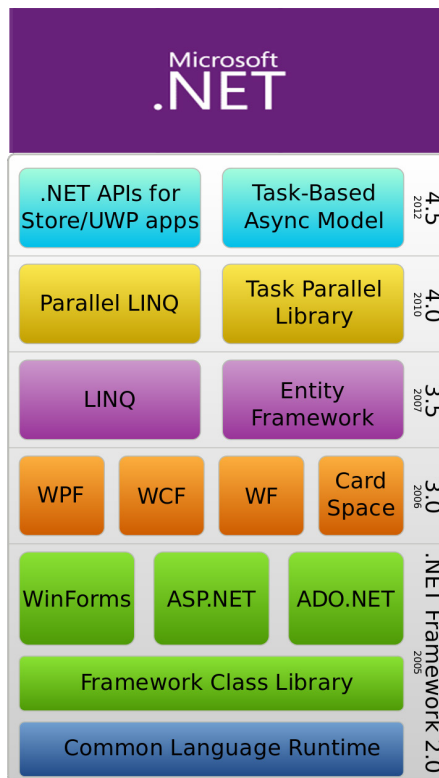 Microsoft
.NET
.NET APIs for
Store/UWP apps
Task-Based
Async Model
4.5
2012
Parallel LINQ
Task Parallel
Library
4.0
2010
LINQ
Entity
Framework
3.5
2007
WPF
WCF
WF
Card
Space
3.0
2006
WinForms
ASP.NET
ADO.NET
Framework Class Library
Common Language Runtime
.NET Framework 2.0
2005